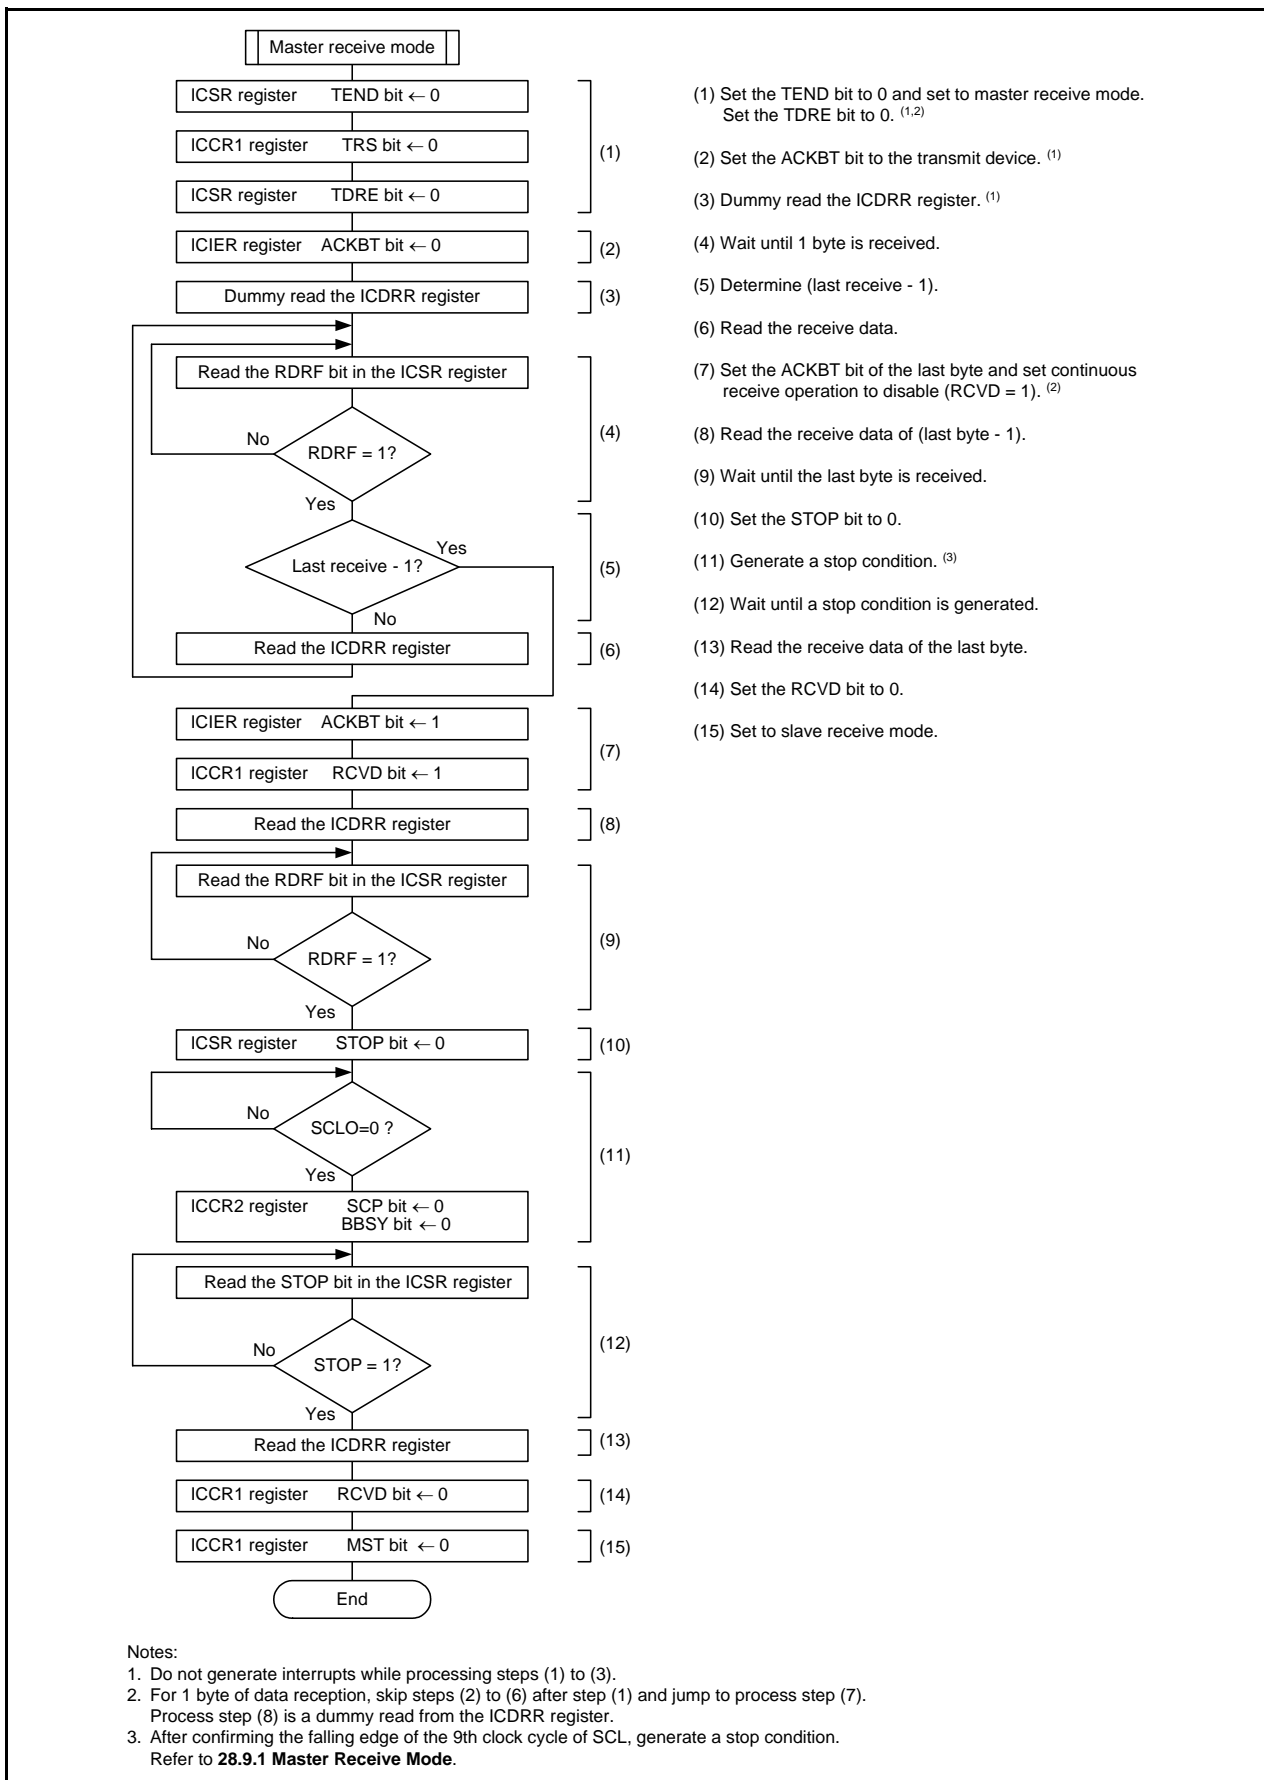 Master receive mode
ICSR register TEND bit ← 0
ICCR1 register TRS bit ← 0
ICSR register TDRE bit ← 0
(1)
ICIER register ACKBT bit ← 0
(2)
Dummy read the ICDRR register
(3)
Read the RDRF bit in the ICSR register
No
RDRF = 1?
(4)
Yes
Last receive - 1?
Yes
(5)
No
Read the ICDRR register
(6)
ICIER register ACKBT bit ← 1
(7)
ICCR1 register RCVD bit ← 1
Read the ICDRR register
(8)
Read the RDRF bit in the ICSR register
No
RDRF = 1?
(9)
Yes
ICSR register STOP bit ← 0
(10)
No
SCLO=0 ?
(11)
Yes
ICCR2 register SCP bit ← 0
BBSY bit ← 0
Read the STOP bit in the ICSR register
No
STOP = 1?
(12)
Yes
Read the ICDRR register
(13)
ICCR1 register RCVD bit ← 0
(14)
ICCR1 register MST bit ← 0
(15)
End
(1) Set the TEND bit to 0 and set to master receive mode.
Set the TDRE bit to 0. (1,2)
(2) Set the ACKBT bit to the transmit device. (1)
(3) Dummy read the ICDRR register. (1)
(4) Wait until 1 byte is received.
(5) Determine (last receive - 1).
(6) Read the receive data.
(7) Set the ACKBT bit of the last byte and set continuous
receive operation to disable (RCVD = 1). (2)
(8) Read the receive data of (last byte - 1).
(9) Wait until the last byte is received.
(10) Set the STOP bit to 0.
(11) Generate a stop condition. (3)
(12) Wait until a stop condition is generated.
(13) Read the receive data of the last byte.
(14) Set the RCVD bit to 0.
(15) Set to slave receive mode.
Notes:
1. Do not generate interrupts while processing steps (1) to (3).
2. For 1 byte of data reception, skip steps (2) to (6) after step (1) and jump to process step (7).
Process step (8) is a dummy read from the ICDRR register.
3. After confirming the falling edge of the 9th clock cycle of SCL, generate a stop condition.
Refer to 28.9.1 Master Receive Mode.